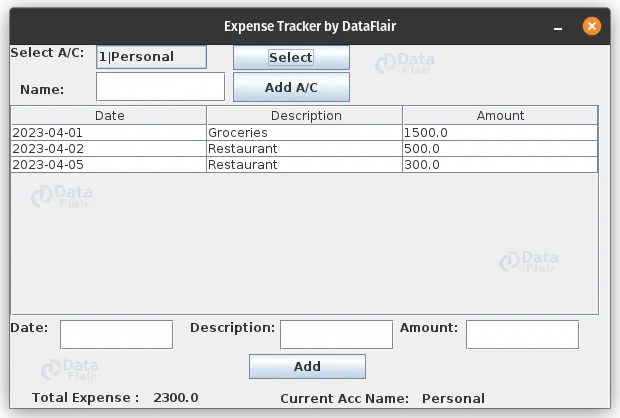 Expense Tracker by DataFlair
Select A/C: 1|Personal Select
Data Flair
Name: Add A/C
Date Description Amount
2023-04-01 Groceries 1500.0
2023-04-02 Restaurant 500.0
2023-04-05 Restaurant 300.0
Data Flair
Data Flair
Date: Description: Amount:
Add
Data Flair
Total Expense : 2300.0 Current Acc Name: Personal